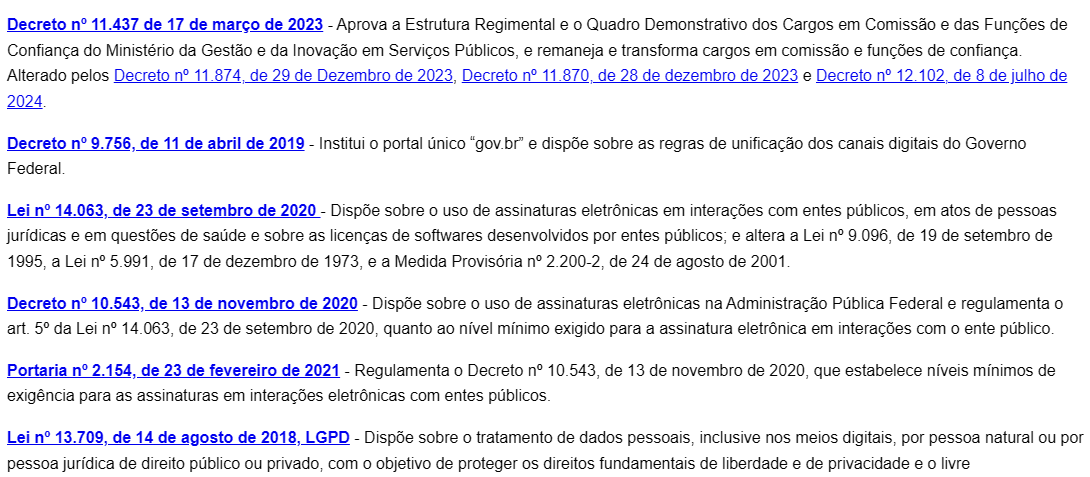 Decreto nº 11.437 de 17 de março de 2023 - Aprova a Estrutura Regimental e o Quadro Demonstrativo dos Cargos em Comissão e das Funções de
Confiança do Ministério da Gestão e da Inovação em Serviços Públicos, e remaneja e transforma cargos em comissão e funções de confiança.
Alterado pelos Decreto nº 11.874, de 29 de Dezembro de 2023, Decreto nº 11.870, de 28 de dezembro de 2023 e Decreto nº 12.102, de 8 de julho de
2024.
Decreto nº 9.756, de 11 de abril de 2019 - Institui o portal único “gov.br” e dispõe sobre as regras de unificação dos canais digitais do Governo
Federal.
Lei nº 14.063, de 23 de setembro de 2020 - Dispõe sobre o uso de assinaturas eletrônicas em interações com entes públicos, em atos de pessoas
jurídicas e em questões de saúde e sobre as licenças de softwares desenvolvidos por entes públicos; e altera a Lei nº 9.096, de 19 de setembro de
1995, a Lei nº 5.991, de 17 de dezembro de 1973, e a Medida Provisória nº 2.200-2, de 24 de agosto de 2001.
Decreto nº 10.543, de 13 de novembro de 2020 - Dispõe sobre o uso de assinaturas eletrônicas na Administração Pública Federal e regulamenta o
art. 5º da Lei nº 14.063, de 23 de setembro de 2020, quanto ao nível mínimo exigido para a assinatura eletrônica em interações com o ente público.
Portaria nº 2.154, de 23 de fevereiro de 2021 - Regulamenta o Decreto nº 10.543, de 13 de novembro de 2020, que estabelece níveis mínimos de
exigência para as assinaturas em interações eletrônicas com entes públicos.
Lei nº 13.709, de 14 de agosto de 2018, LGPD - Dispõe sobre o tratamento de dados pessoais, inclusive nos meios digitais, por pessoa natural ou por
pessoa jurídica de direito público ou privado, com o objetivo de proteger os direitos fundamentais de liberdade e de privacidade e o livre